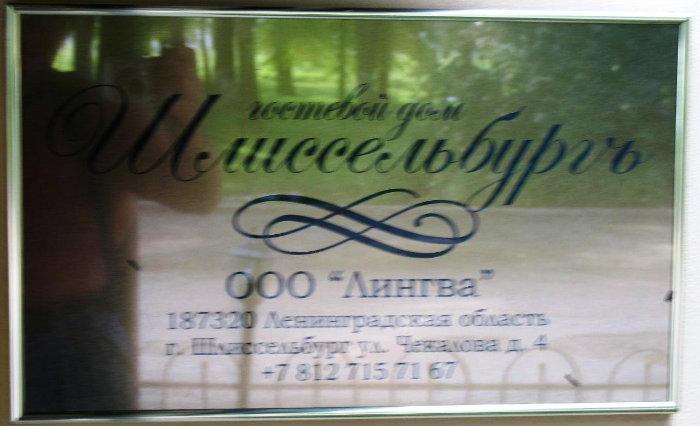 гостевой дом
Шлиссельбургъ
ООО "Лингва"
187320 Ленинградская область
г. Шлиссельбург ул. Чекалова д. 4
+7 812 715 71 67